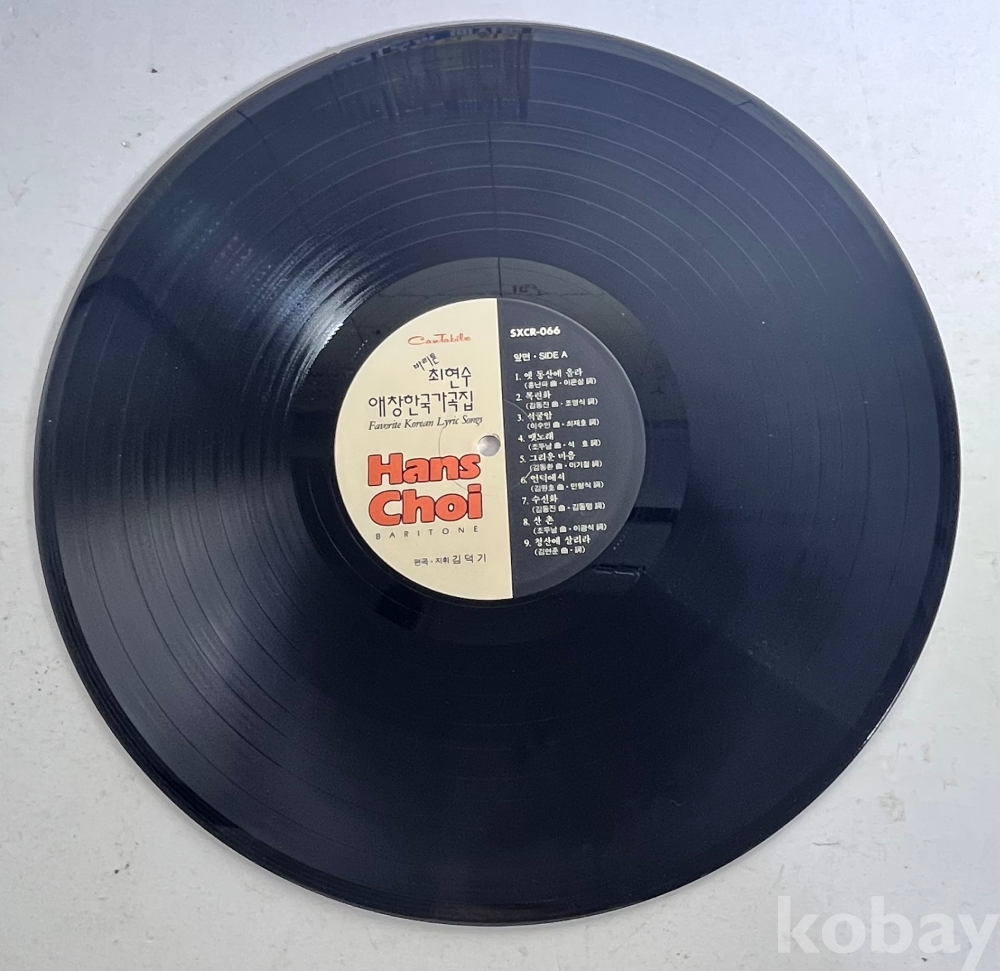 Cantabile
바리톤
최현수
애창한국가곡집
Favorite Korean Lyric Songs
Hans
Choi
BARITONE
편곡·지휘 김덕기
SXCR-066
앞면·SIDE A
1. 옛 동산에 올라
(홍난파 曲·이은상 詞)
2. 목련화
(김동진 曲·조영식 詞)
3. 석굴암
(이수인 曲·최재호 詞)
4. 뱃노래
(조두남 曲·석 호 詞)
5. 그리운 마음
(김동환 曲·이기철 詞)
6. 언덕에서
(김원호 曲·민형식 詞)
7. 수선화
(김동진 曲·김동명 詞)
8. 산 촌
(조두남 曲·이광석 詞)
9. 청산에 살리라
(김연준 曲·詞)
kobay